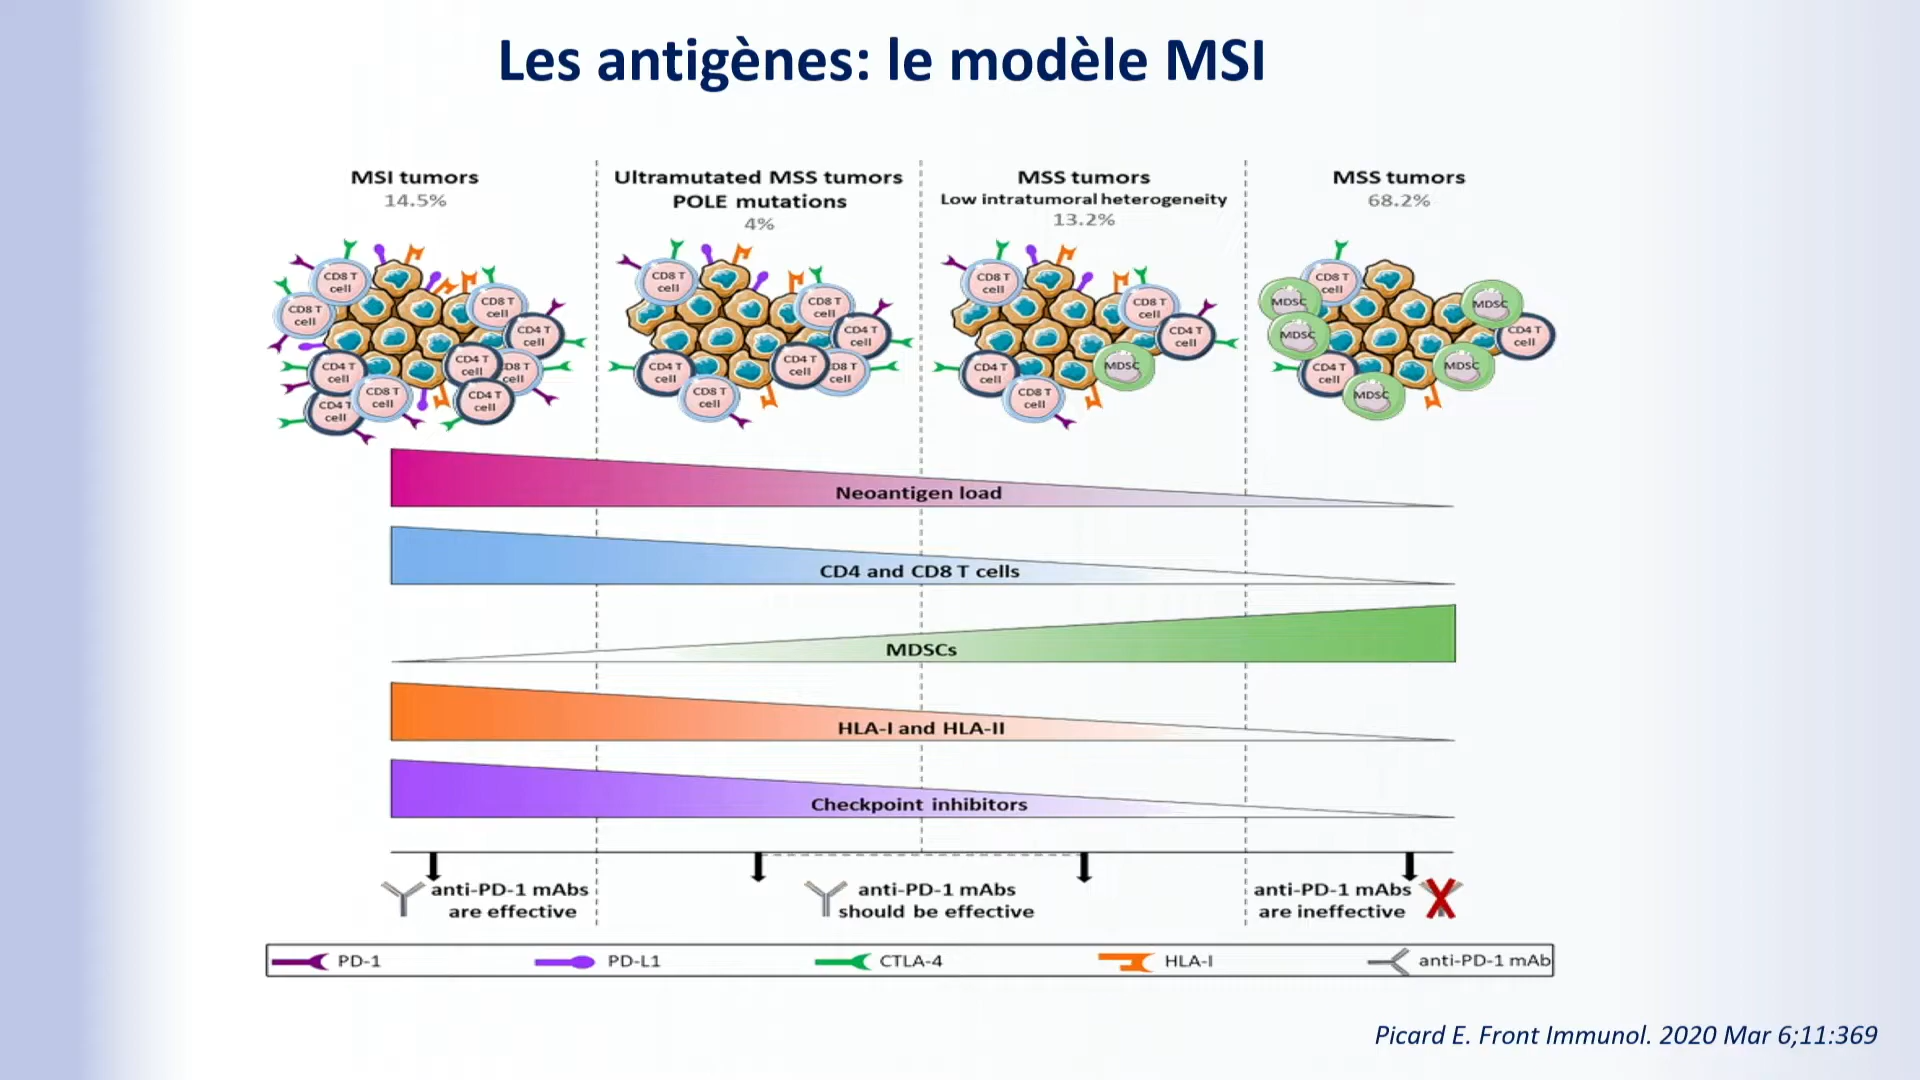 Les antigènes: le modèle MSI
MSI tumors
14.5%
Ultramutated MSS tumors
POLE mutations
4%
MSS tumors
Low intratumoral heterogeneity
13.2%
MSS tumors
68.2%
CD8 T
cell
CD8 T
cell
CD8 T
cell
CD4 T
cell
CD4 T
cell
CD4 T
cell
CD8 T
cell
CD8 T
cell
CD4 T
cell
CD4 T
cell
CD8 T
cell
CD8 T
cell
CD4 T
cell
CD4 T
cell
CD4 T
cell
CD8 T
cell
CD8 T
cell
CD8 T
cell
CD8 T
cell
CD4 T
cell
MDSC
CD4 T
cell
CD8 T
cell
CD8 T
cell
MDSC
MDSC
MDSC
CD4 T
cell
CD4 T
cell
MDSC
MDSC
Neoantigen load
CD4 and CD8 T cells
MDSCs
HLA-I and HLA-II
Checkpoint inhibitors
anti-PD-1 mAbs
are effective
anti-PD-1 mAbs
should be effective
anti-PD-1 mAbs
are ineffective
PD-1
PD-L1
CTLA-4
HLA-I
anti-PD-1 mAb
Picard E. Front Immunol. 2020 Mar 6;11:369